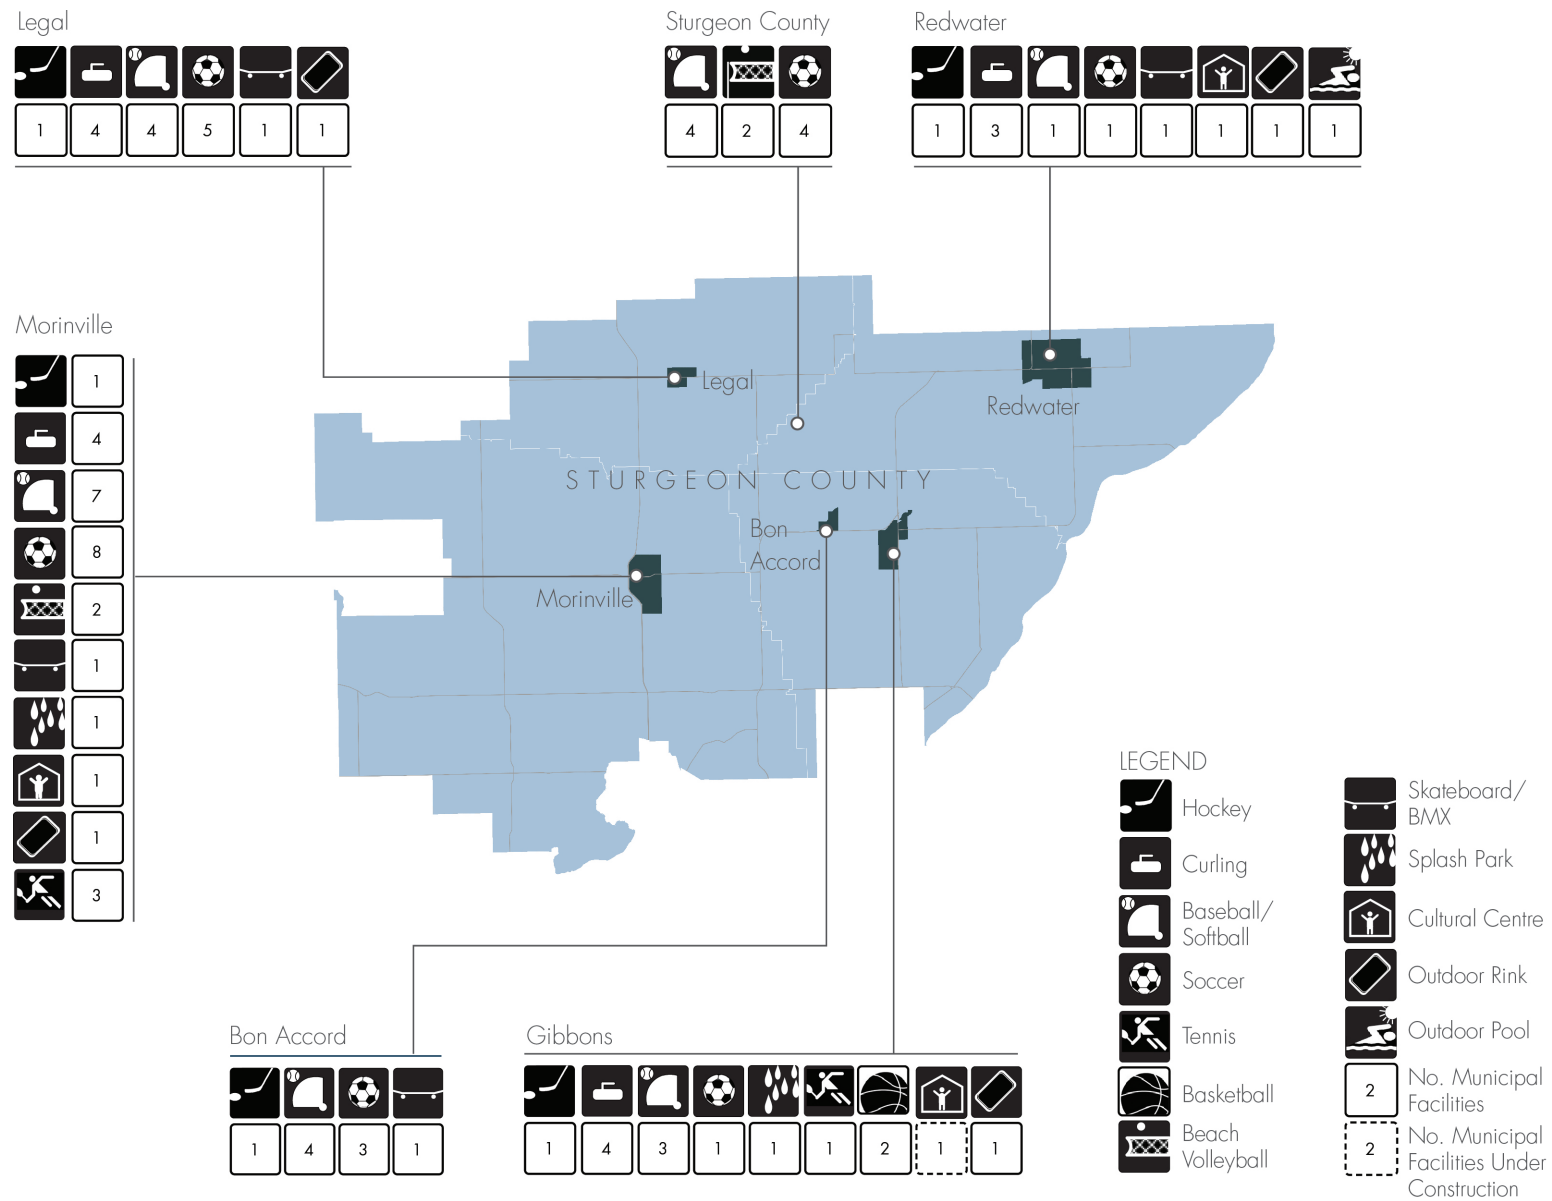 Legal
1 4 4 5 1 1
Sturgeon County
4 2 4
Redwater
1 3 1 1 1 1 1 1
Morinville
1
4
7
8
2
1
1
1
1
3
Legal
Redwater
STURGEON COUNTY
Bon
Accord
Morinville
Bon Accord
1 4 3 1
Gibbons
1 4 3 1 1 1 2 1 1
LEGEND
Hockey
Curling
Baseball/
Softball
Soccer
Tennis
Basketball
Beach
Volleyball
Skateboard/
BMX
Splash Park
Cultural Centre
Outdoor Rink
Outdoor Pool
2
No. Municipal
Facilities
2
No. Municipal
Facilities Under
Construction